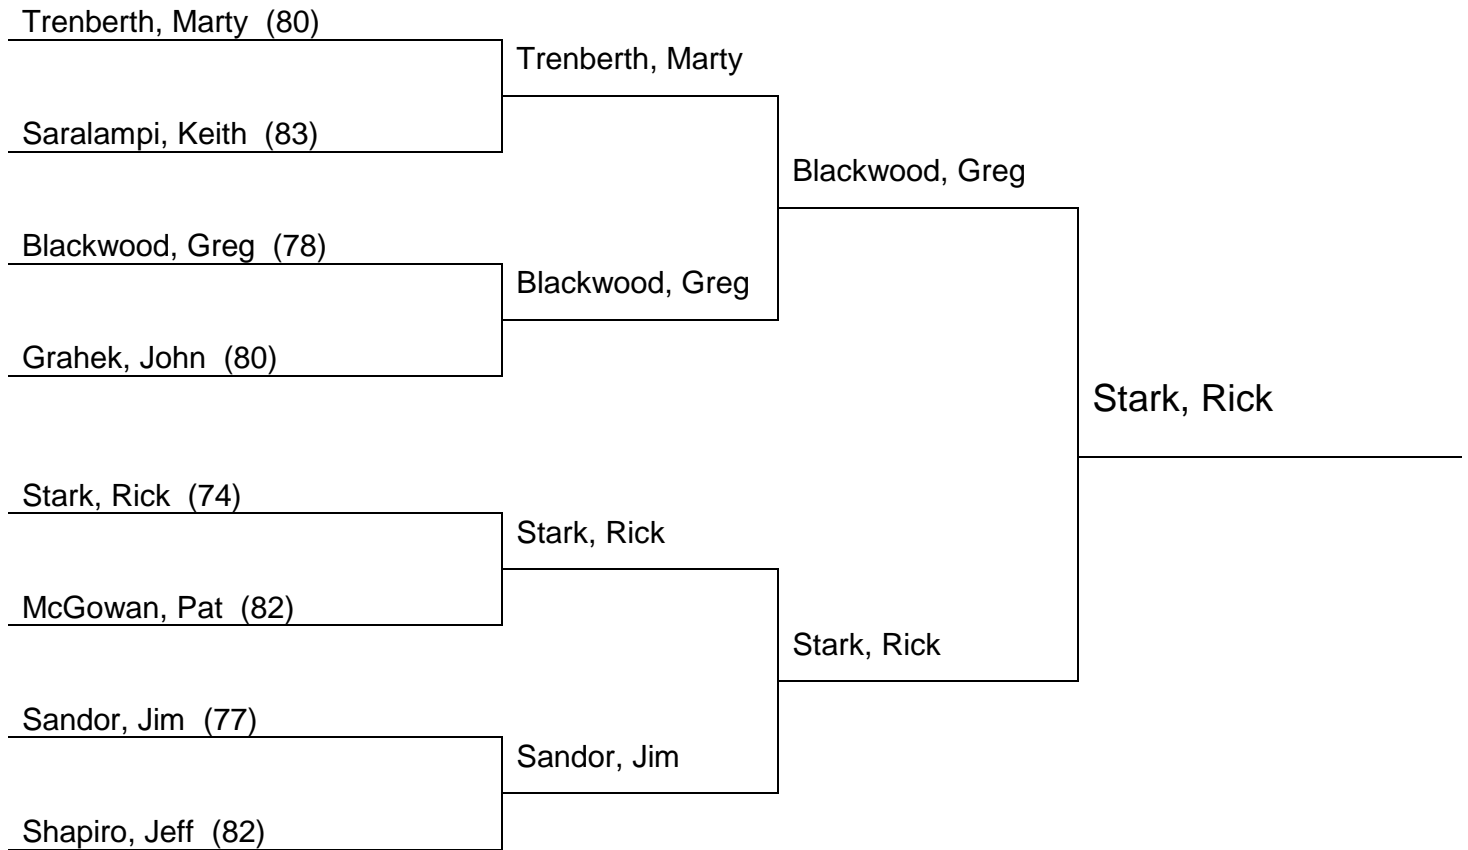 Trenberth, Marty  (80)
Trenberth, Marty
Saralampi, Keith  (83)
Blackwood, Greg
Blackwood, Greg  (78)
Blackwood, Greg
Grahek, John  (80)
Stark, Rick
Stark, Rick  (74)
Stark, Rick
McGowan, Pat  (82)
Stark, Rick
Sandor, Jim  (77)
Sandor, Jim
Shapiro, Jeff  (82)